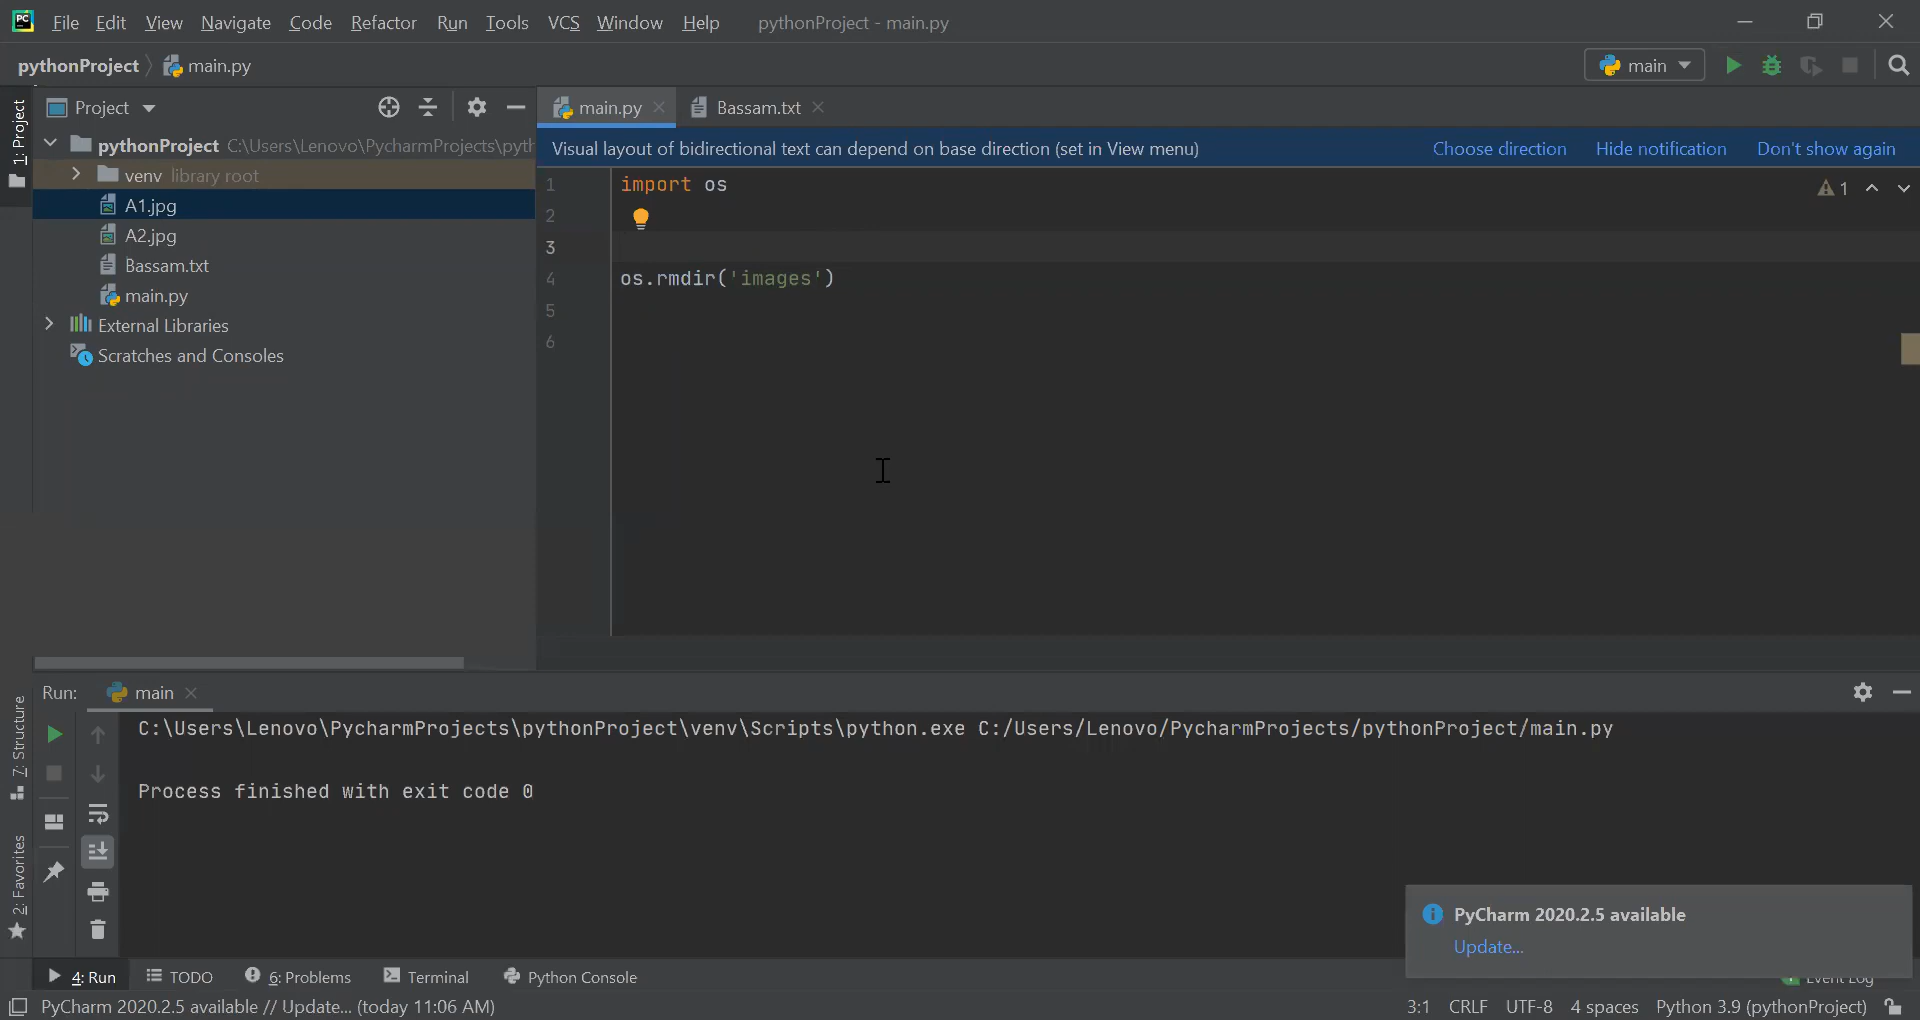 PC File Edit View Navigate Code Refactor Run Tools VCS Window Help pythonProject - main.py
pythonProject main.py main
1: Project
Project
main.py Bassam.txt
pythonProject C:\Users\Lenovo\PycharmProjects\pyth
Visual layout of bidirectional text can depend on base direction (set in View menu) Choose direction Hide notification Don't show again
venv library root
A1.jpg
A2.jpg
Bassam.txt
main.py
External Libraries
Scratches and Consoles
1 import os
2
3
4 os.rmdir('images')
5
6
1
Run: main
7: Structure
2: Favorites
C:\Users\Lenovo\PycharmProjects\pythonProject\venv\Scripts\python.exe C:/Users/Lenovo/PycharmProjects/pythonProject/main.py
Process finished with exit code 0
PyCharm 2020.2.5 available
Update...
4: Run TODO 6: Problems Terminal Python Console Event Log
PyCharm 2020.2.5 available // Update... (today 11:06 AM) 3:1 CRLF UTF-8 4 spaces Python 3.9 (pythonProject)